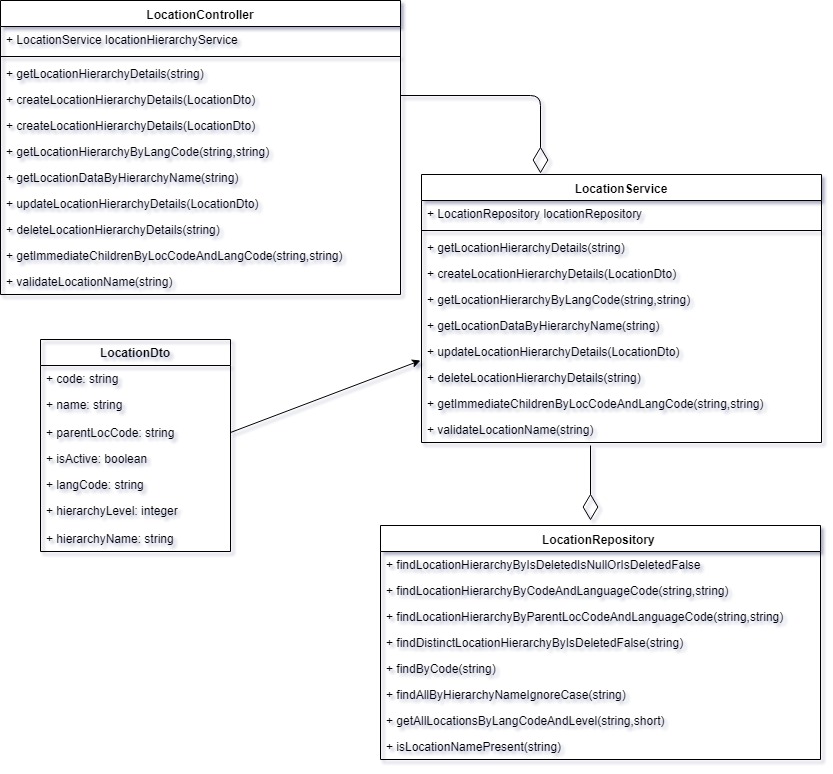 LocationController
+ LocationService locationHierarchyService
+ getLocationHierarchyDetails(string)
+ createLocationHierarchyDetails(LocationDto)
+ createLocationHierarchyDetails(LocationDto)
+ getLocationHierarchyByLangCode(string,string)
+ getLocationDataByHierarchyName(string)
+ updateLocationHierarchyDetails(LocationDto)
+ deleteLocationHierarchyDetails(string)
+ getImmediateChildrenByLocCodeAndLangCode(string,string)
+ validateLocationName(string)
LocationService
+ LocationRepository locationRepository
+ getLocationHierarchyDetails(string)
+ createLocationHierarchyDetails(LocationDto)
+ getLocationHierarchyByLangCode(string,string)
+ getLocationDataByHierarchyName(string)
+ updateLocationHierarchyDetails(LocationDto)
+ deleteLocationHierarchyDetails(string)
+ getImmediateChildrenByLocCodeAndLangCode(string,string)
+ validateLocationName(string)
LocationDto
+ code: string
+ name: string
+ parentLocCode: string
+ isActive: boolean
+ langCode: string
+ hierarchyLevel: integer
+ hierarchyName: string
LocationRepository
+ findLocationHierarchyByIsDeletedIsNullOrIsDeletedFalse
+ findLocationHierarchyByCodeAndLanguageCode(string,string)
+ findLocationHierarchyByParentLocCodeAndLanguageCode(string,string)
+ findDistinctLocationHierarchyByIsDeletedFalse(string)
+ findByCode(string)
+ findAllByHierarchyNameIgnoreCase(string)
+ getAllLocationsByLangCodeAndLevel(string,short)
+ isLocationNamePresent(string)